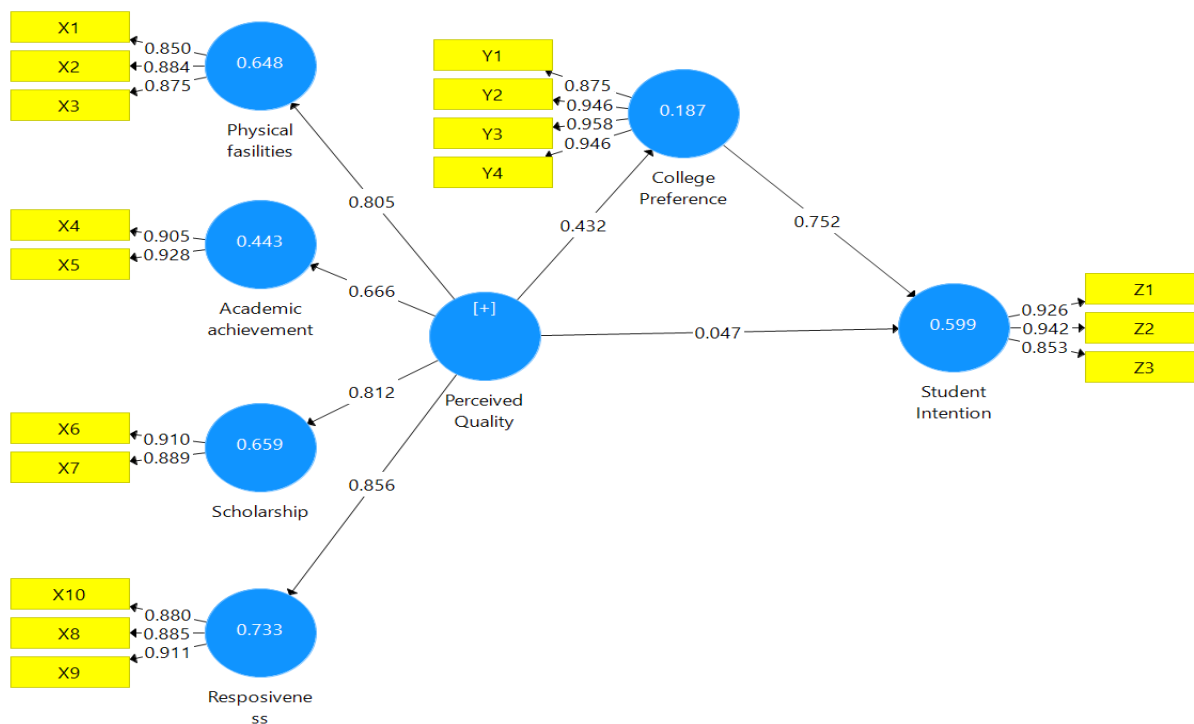 X1
X2
X3
0.850
0.884
0.875
0.648
Physical
fasilities
Y1
Y2
Y3
Y4
0.875
0.946
0.958
0.946
0.187
College
Preference
0.805
0.432
0.752
X4
X5
0.905
0.928
0.443
Academic
achievement
0.666
[+]
Perceived
Quality
0.047
0.599
Student
Intention
0.926
0.942
0.853
Z1
Z2
Z3
X6
X7
0.910
0.889
0.659
Scholarship
0.812
0.856
X10
X8
X9
0.880
0.885
0.911
0.733
Resposivene
ss